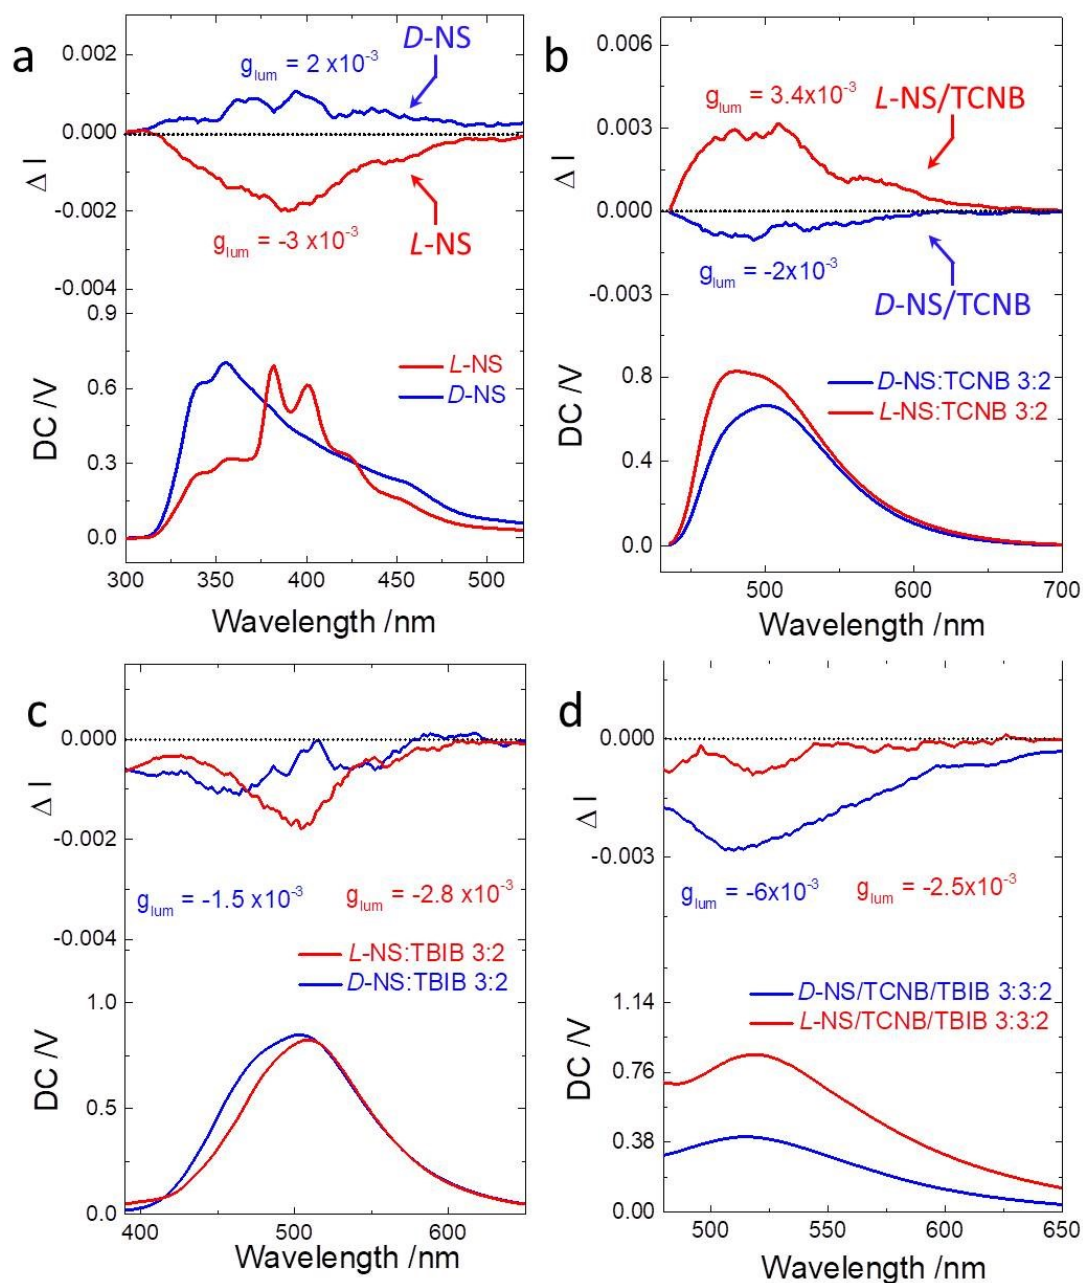 a
0.002
0.000
-0.002
-0.004
Δ I
D-NS
g_lum = 2 x10⁻³
g_lum = -3 x10⁻³
L-NS
0.9
0.6
0.3
0.0
DC /V
L-NS
D-NS
300 350 400 450 500
Wavelength /nm
b
0.006
0.003
0.000
-0.003
Δ I
g_lum = 3.4x10⁻³
L-NS/TCNB
g_lum = -2x10⁻³
D-NS/TCNB
0.8
0.4
0.0
DC /V
D-NS:TCNB 3:2
L-NS:TCNB 3:2
500 600 700
Wavelength /nm
c
0.000
-0.002
-0.004
Δ I
g_lum = -1.5 x10⁻³
g_lum = -2.8 x10⁻³
L-NS:TBIB 3:2
D-NS:TBIB 3:2
1.0
0.5
0.0
DC /V
400 500 600
Wavelength /nm
d
0.000
-0.003
Δ I
g_lum = -6x10⁻³
g_lum = -2.5x10⁻³
D-NS/TCNB/TBIB 3:3:2
L-NS/TCNB/TBIB 3:3:2
1.14
0.76
0.38
0.00
DC /V
500 550 600 650
Wavelength /nm